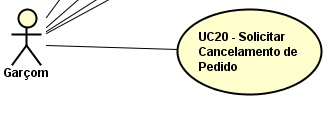 UC20 - Solicitar
Cancelamento de
Pedido
Garçom